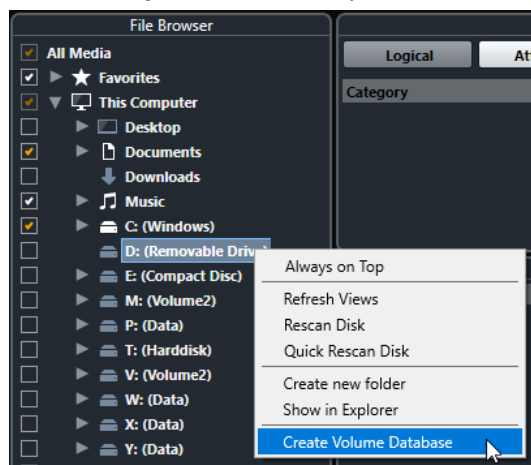 File Browser
All Media
Favorites
This Computer
Desktop
Documents
Downloads
Music
C: (Windows)
D: (Removable Drive)
E: (Compact Disc)
M: (Volume2)
P: (Data)
T: (Harddisk)
V: (Volume2)
W: (Data)
X: (Data)
Y: (Data)
Logical
Category
Always on Top
Refresh Views
Rescan Disk
Quick Rescan Disk
Create new folder
Show in Explorer
Create Volume Database